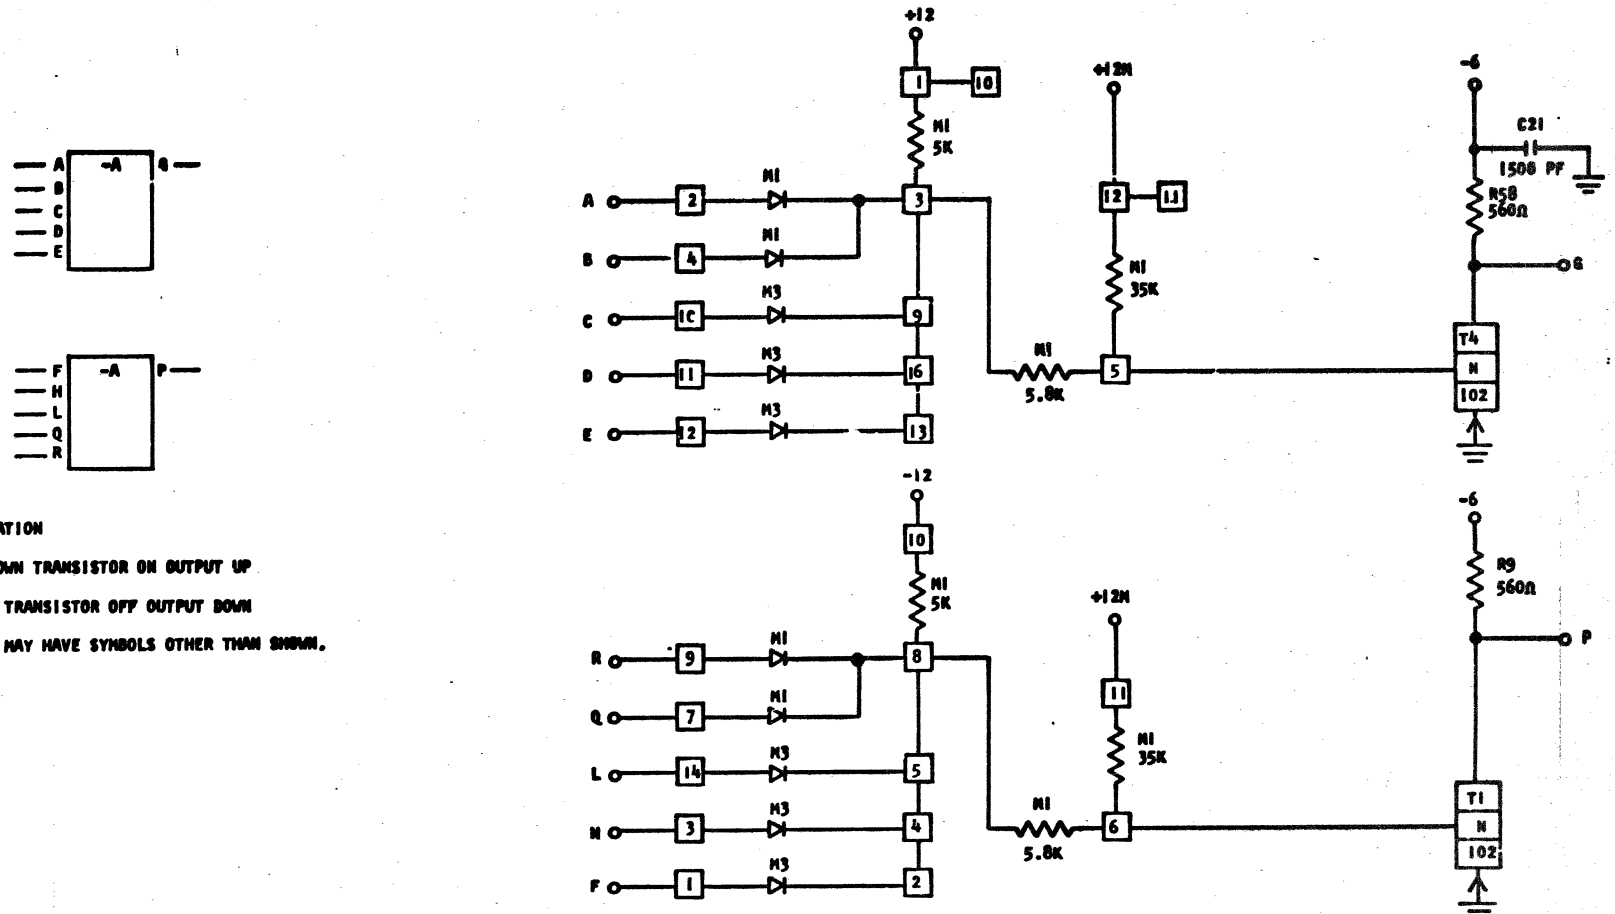 -A
A
B
C
D
E
G
-A
F
H
L
Q
R
P
ATION
OWN TRANSISTOR ON OUTPUT UP
TRANSISTOR OFF OUTPUT DOWN
MAY HAVE SYMBOLS OTHER THAN SHOWN.
+12
1
10
M1
5K
A
2
M1
3
B
4
M1
C
1C
M3
9
D
11
M3
16
E
12
M3
13
+12M
12
11
M1
35K
M1
5.8K
5
-6
C21
1500 PF
R58
560Ω
G
T4
N
102
-12
10
M1
5K
R
9
M1
8
Q
7
M1
L
14
M3
5
H
3
M3
4
F
1
M3
2
+12M
11
M1
35K
M1
5.8K
6
-6
R9
560Ω
P
T1
N
102